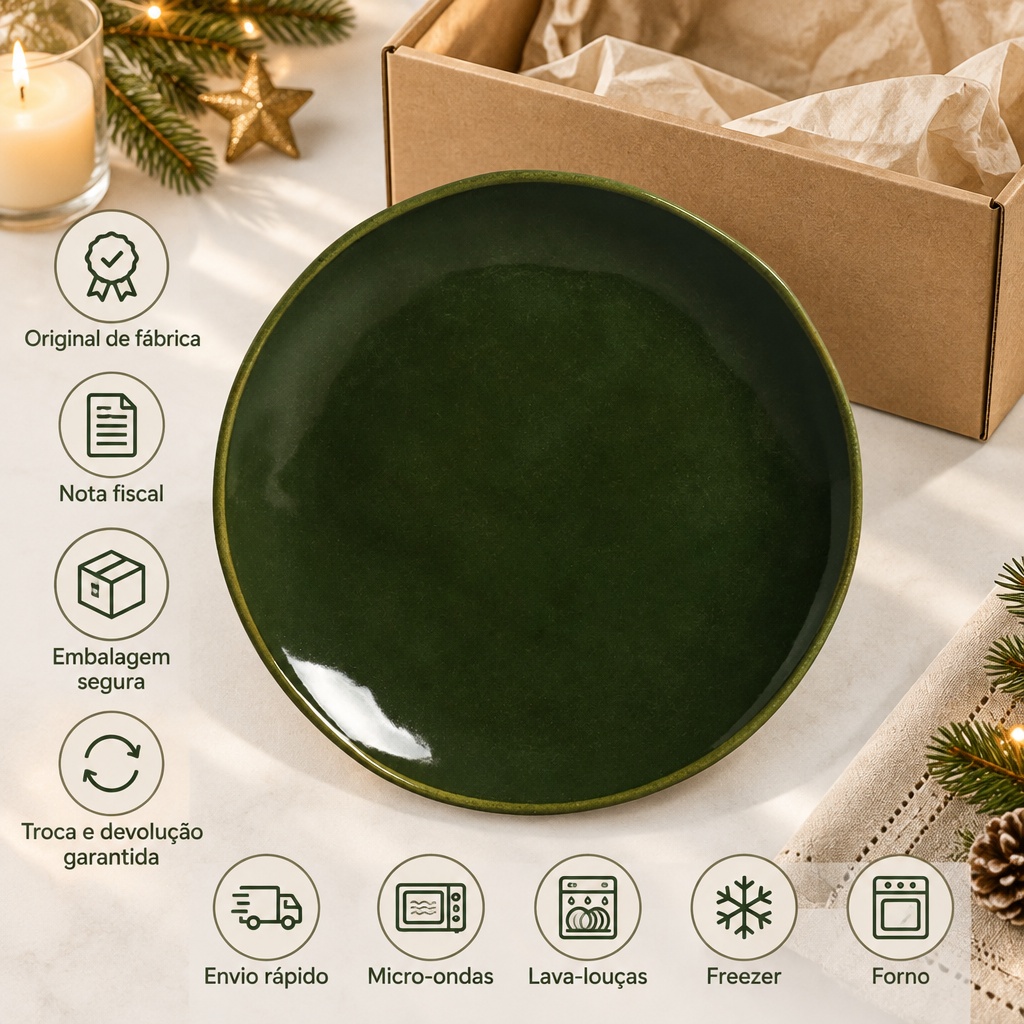 Original de fábrica
Nota fiscal
Embalagem
segura
Troca e devolução
garantida
Envio rápido
Micro-ondas
Lava-louças
Freezer
Forno